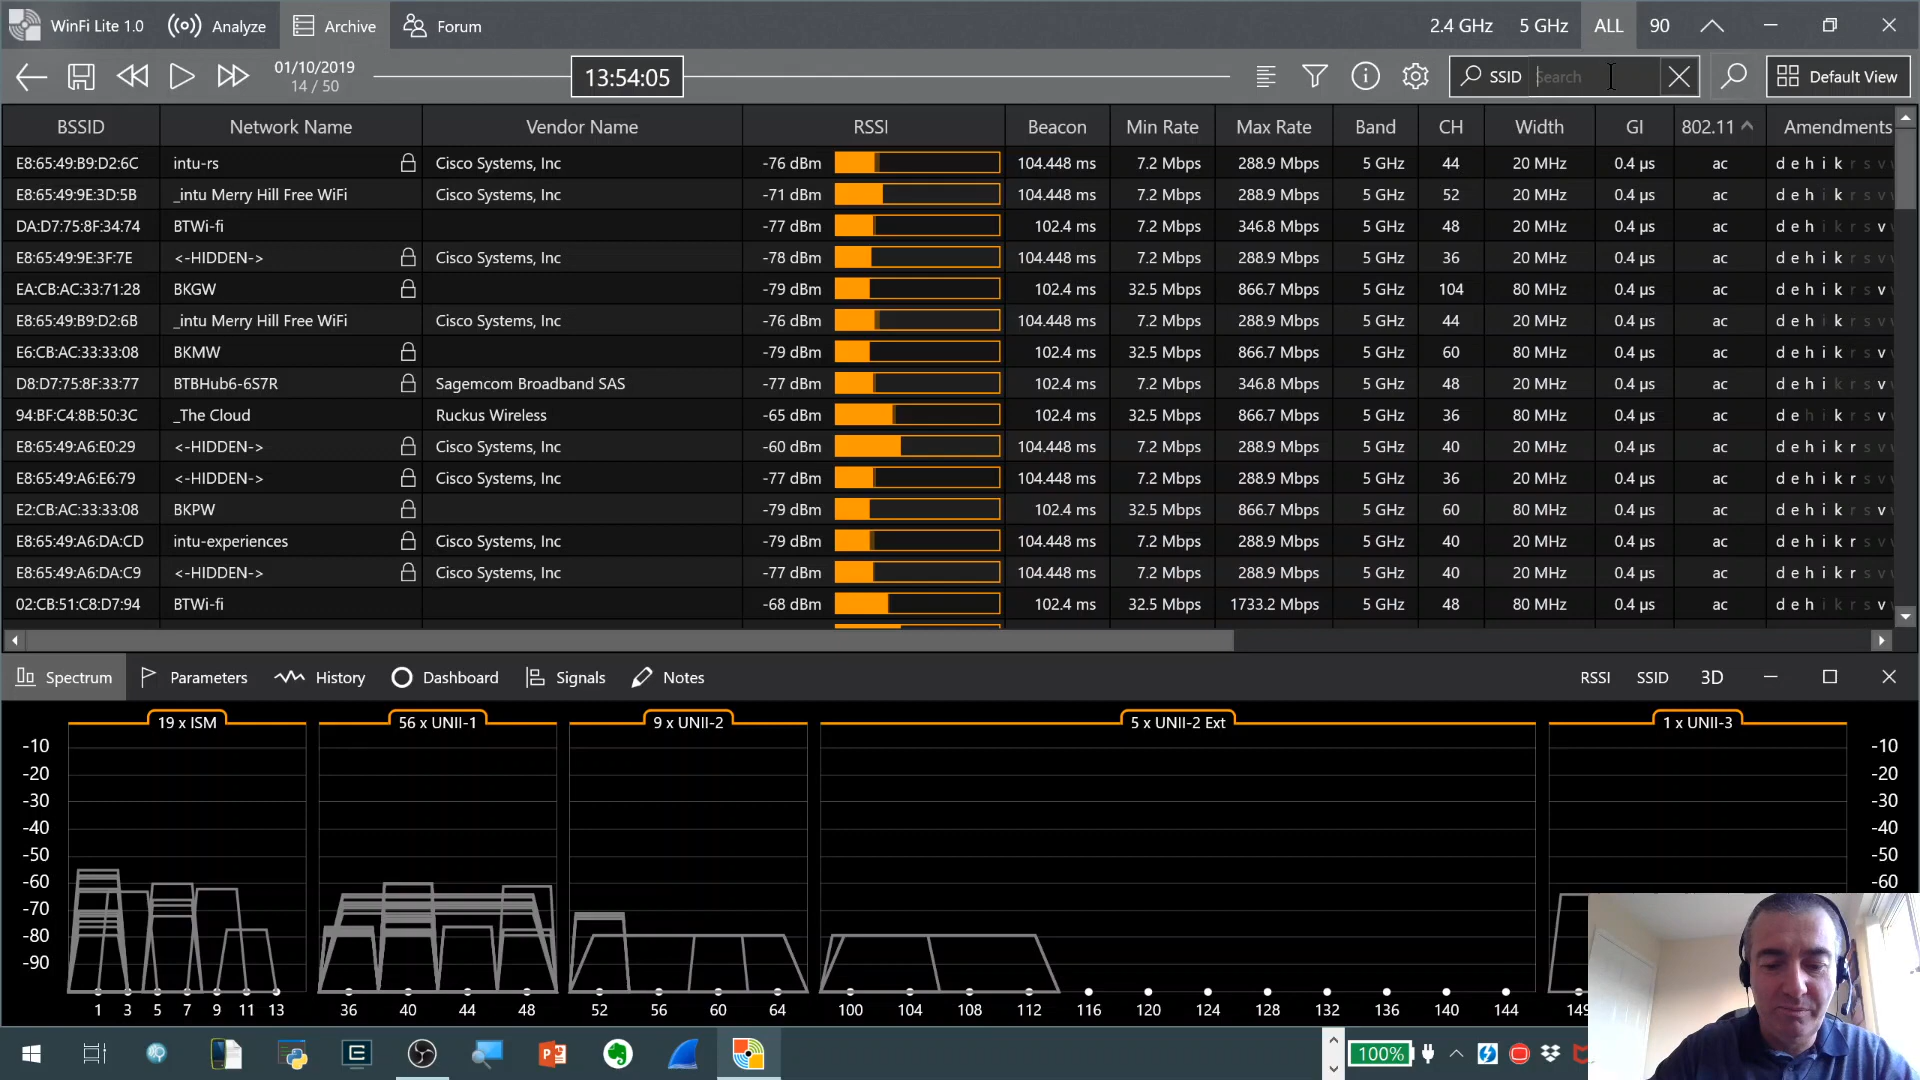 WinFi Lite 1.0 Analyze Archive Forum 2.4 GHz 5 GHz ALL 90
01/10/2019
14 / 50
13:54:05
SSID Search Default View
BSSID Network Name Vendor Name RSSI Beacon Min Rate Max Rate Band CH Width GI 802.11 Amendments
E8:65:49:B9:D2:6C intu-rs Cisco Systems, Inc -76 dBm 104.448 ms 7.2 Mbps 288.9 Mbps 5 GHz 44 20 MHz 0.4 µs ac d e h i k r s v
E8:65:49:9E:3D:5B _intu Merry Hill Free WiFi Cisco Systems, Inc -71 dBm 104.448 ms 7.2 Mbps 288.9 Mbps 5 GHz 52 20 MHz 0.4 µs ac d e h i k r s v
DA:D7:75:8F:34:74 BTWi-fi -77 dBm 102.4 ms 7.2 Mbps 346.8 Mbps 5 GHz 48 20 MHz 0.4 µs ac d e h i k r s v
E8:65:49:9E:3F:7E <-HIDDEN-> Cisco Systems, Inc -78 dBm 104.448 ms 7.2 Mbps 288.9 Mbps 5 GHz 36 20 MHz 0.4 µs ac d e h i k r s v
EA:CB:AC:33:71:28 BKGW -79 dBm 102.4 ms 32.5 Mbps 866.7 Mbps 5 GHz 104 80 MHz 0.4 µs ac d e h i k r s v
E8:65:49:B9:D2:6B _intu Merry Hill Free WiFi Cisco Systems, Inc -76 dBm 104.448 ms 7.2 Mbps 288.9 Mbps 5 GHz 44 20 MHz 0.4 µs ac d e h i k r s v
E6:CB:AC:33:33:08 BKMW -79 dBm 102.4 ms 32.5 Mbps 866.7 Mbps 5 GHz 60 80 MHz 0.4 µs ac d e h i k r s v
D8:D7:75:8F:33:77 BTBHub6-6S7R Sagemcom Broadband SAS -77 dBm 102.4 ms 7.2 Mbps 346.8 Mbps 5 GHz 48 20 MHz 0.4 µs ac d e h i k r s v
94:BF:C4:8B:50:3C _The Cloud Ruckus Wireless -65 dBm 102.4 ms 32.5 Mbps 866.7 Mbps 5 GHz 36 80 MHz 0.4 µs ac d e h i k r s v
E8:65:49:A6:E0:29 <-HIDDEN-> Cisco Systems, Inc -60 dBm 104.448 ms 7.2 Mbps 288.9 Mbps 5 GHz 40 20 MHz 0.4 µs ac d e h i k r s v
E8:65:49:A6:E6:79 <-HIDDEN-> Cisco Systems, Inc -77 dBm 104.448 ms 7.2 Mbps 288.9 Mbps 5 GHz 36 20 MHz 0.4 µs ac d e h i k r s v
E2:CB:AC:33:33:08 BKPW -79 dBm 102.4 ms 32.5 Mbps 866.7 Mbps 5 GHz 60 80 MHz 0.4 µs ac d e h i k r s v
E8:65:49:A6:DA:CD intu-experiences Cisco Systems, Inc -79 dBm 104.448 ms 7.2 Mbps 288.9 Mbps 5 GHz 40 20 MHz 0.4 µs ac d e h i k r s v
E8:65:49:A6:DA:C9 <-HIDDEN-> Cisco Systems, Inc -77 dBm 104.448 ms 7.2 Mbps 288.9 Mbps 5 GHz 40 20 MHz 0.4 µs ac d e h i k r s v
02:CB:51:C8:D7:94 BTWi-fi -68 dBm 102.4 ms 32.5 Mbps 1733.2 Mbps 5 GHz 48 80 MHz 0.4 µs ac d e h i k r s v
Spectrum Parameters History Dashboard Signals Notes RSSI SSID 3D
19 x ISM 56 x UNII-1 9 x UNII-2 5 x UNII-2 Ext 1 x UNII-3
-10 -10
-20 -20
-30 -30
-40 -40
-50 -50
-60 -60
-70
-80
-90
1 3 5 7 9 11 13 36 40 44 48 52 56 60 64 100 104 108 112 116 120 124 128 132 136 140 144 149
100%